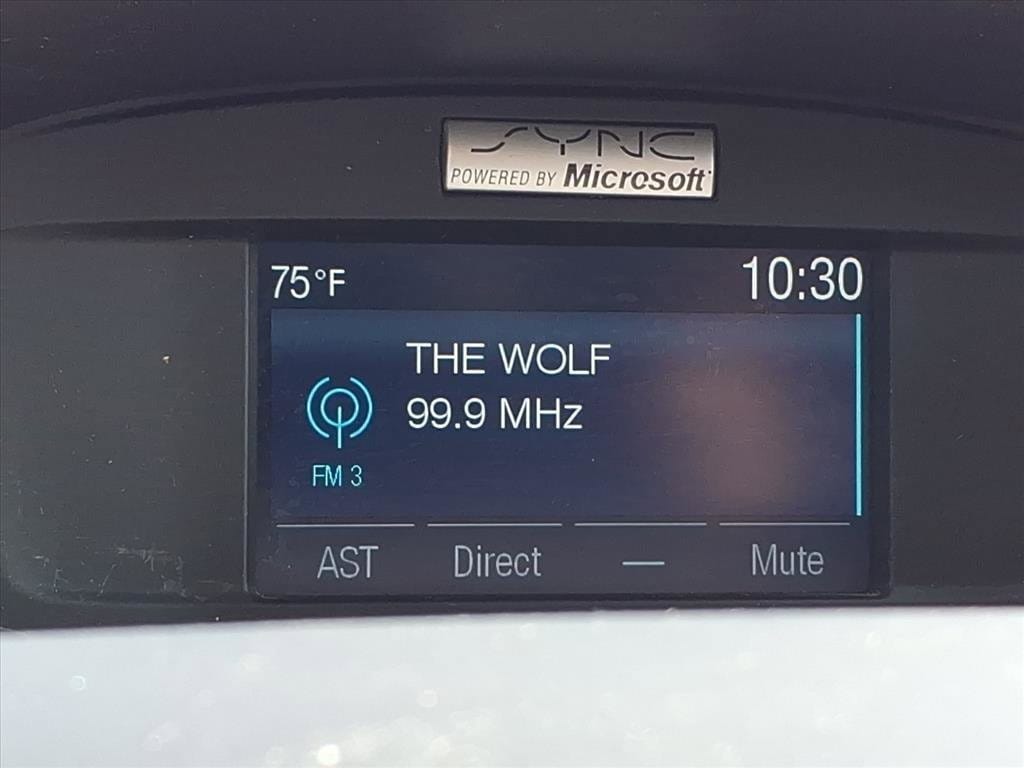 SYNC
POWERED BY Microsoft
75°F 10:30
THE WOLF
99.9 MHz
FM 3
AST Direct — Mute